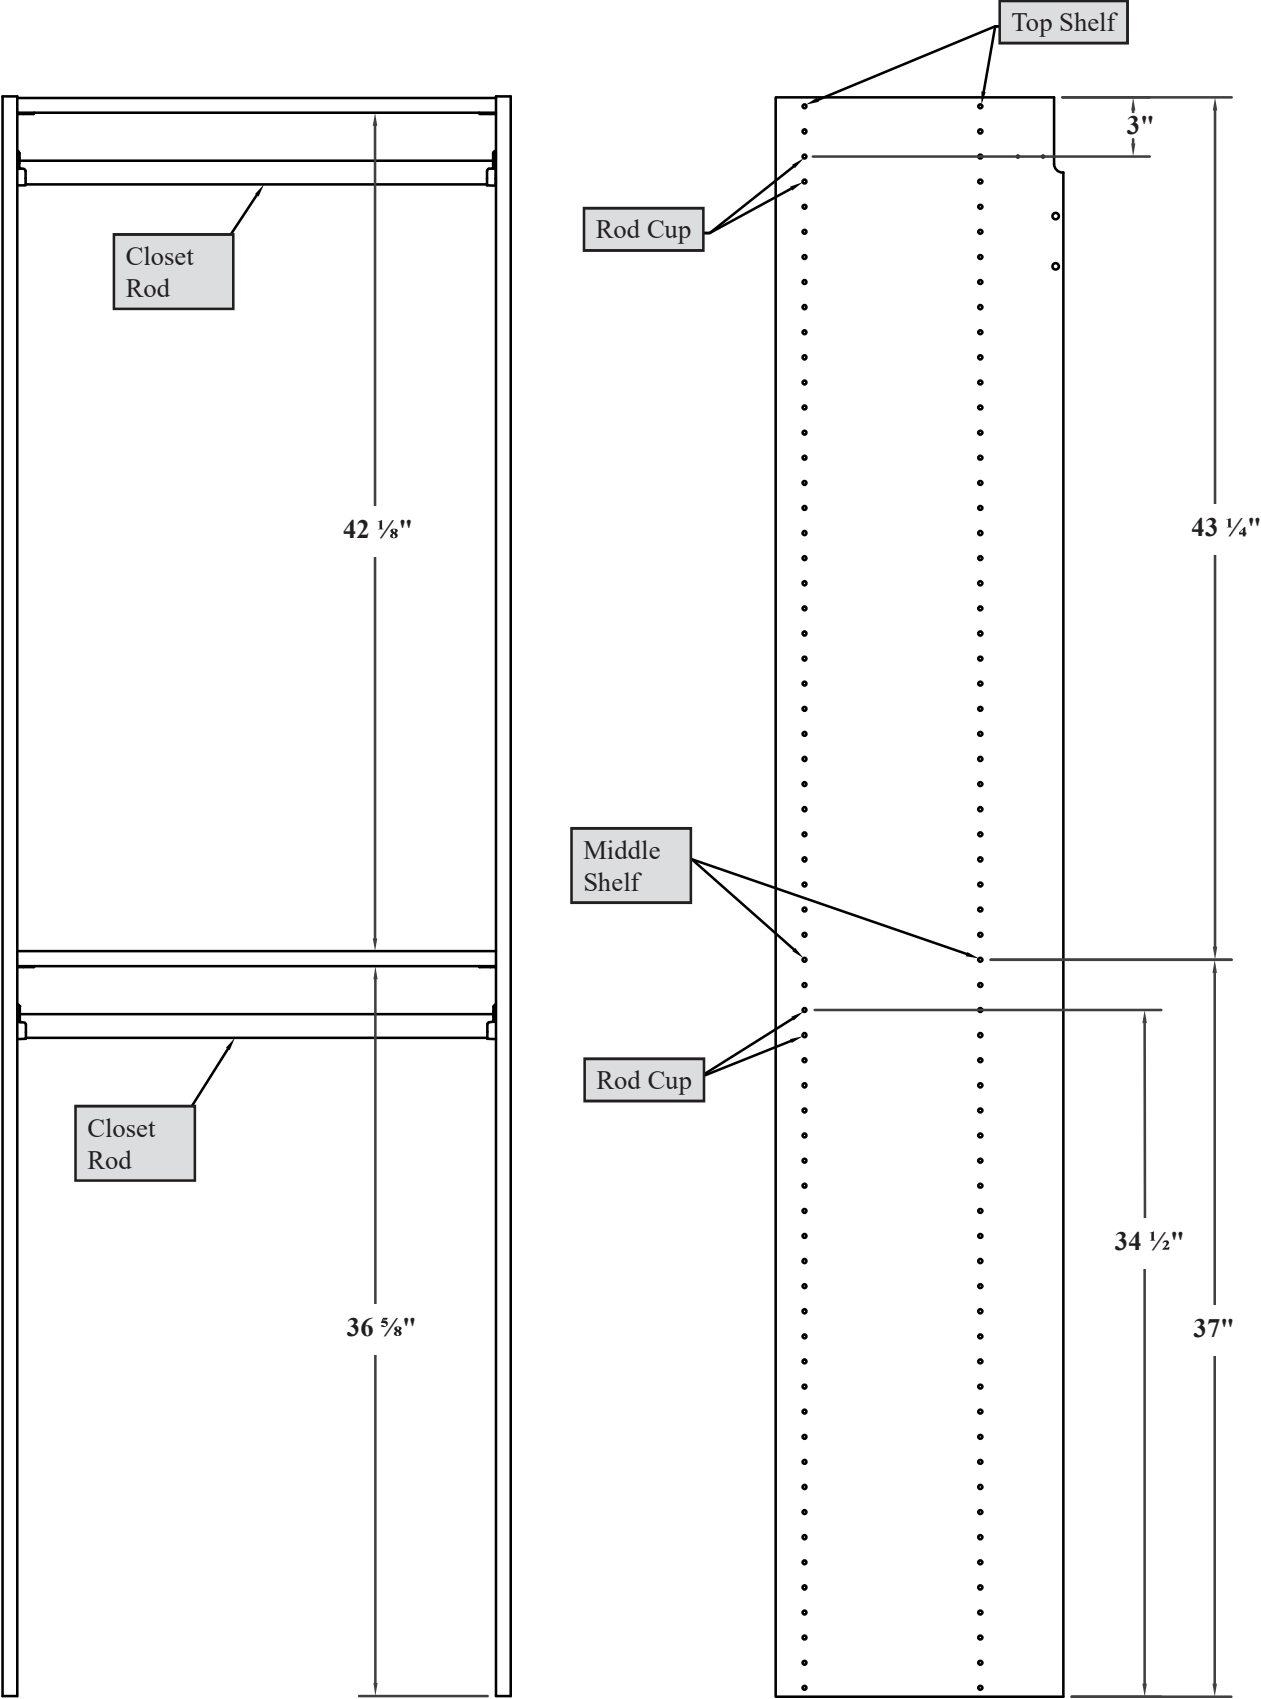 Top Shelf
3"
Rod Cup
Closet
Rod
42 ⅛"
43 ¼"
Middle
Shelf
Rod Cup
Closet
Rod
34 ½"
36 ⅝"
37"